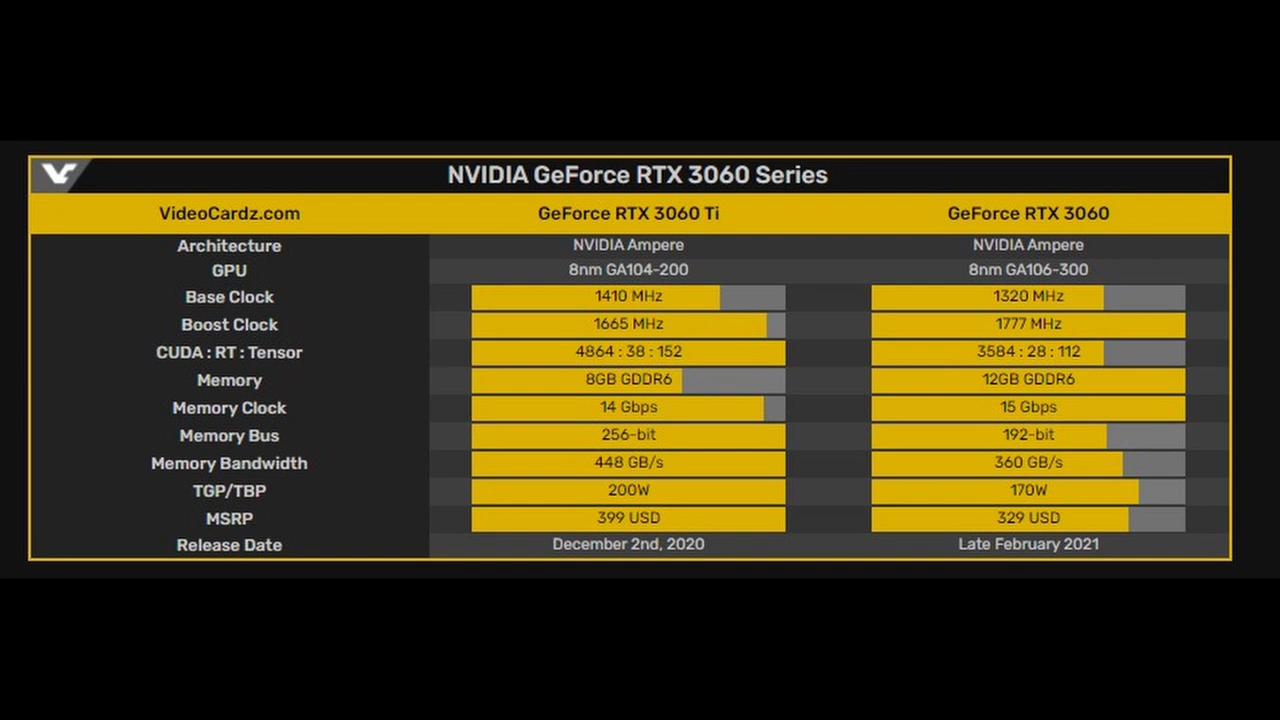 NVIDIA GeForce RTX 3060 Series
VideoCardz.com GeForce RTX 3060 Ti GeForce RTX 3060
Architecture NVIDIA Ampere NVIDIA Ampere
GPU 8nm GA104-200 8nm GA106-300
Base Clock 1410 MHz 1320 MHz
Boost Clock 1665 MHz 1777 MHz
CUDA : RT : Tensor 4864 : 38 : 152 3584 : 28 : 112
Memory 8GB GDDR6 12GB GDDR6
Memory Clock 14 Gbps 15 Gbps
Memory Bus 256-bit 192-bit
Memory Bandwidth 448 GB/s 360 GB/s
TGP/TBP 200W 170W
MSRP 399 USD 329 USD
Release Date December 2nd, 2020 Late February 2021